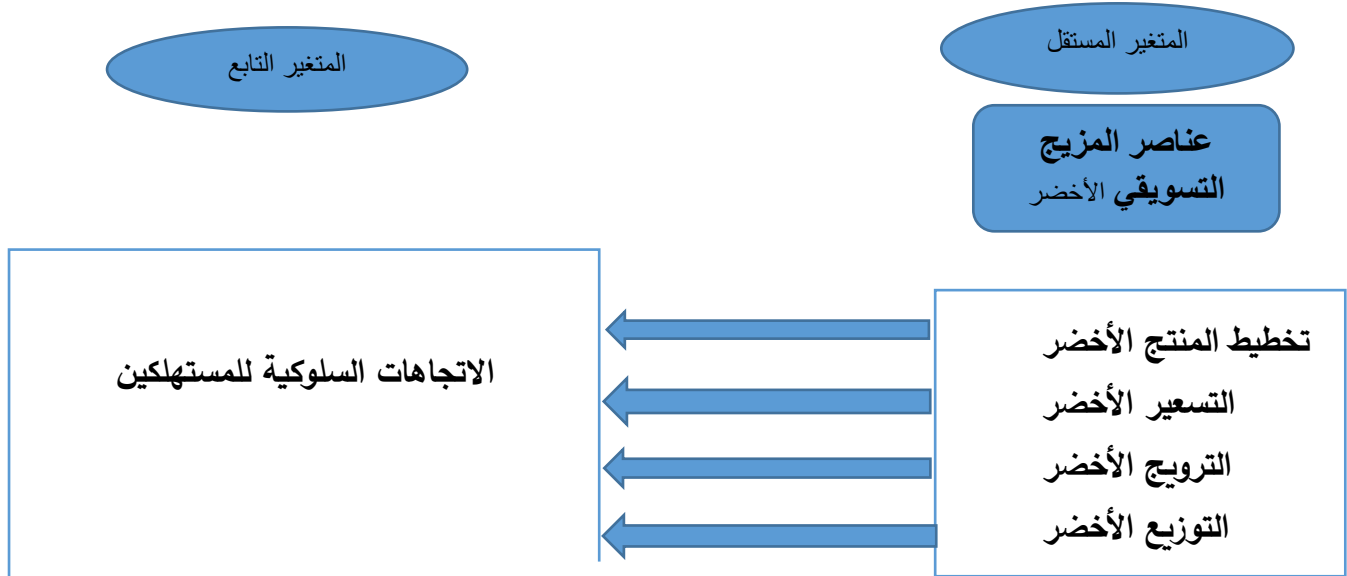 المتغير المستقل
المتغير التابع
عناصر المزيج
التسويقي الأخضر
تخطيط المنتج الأخضر
التسعير الأخضر
الترويج الأخضر
التوزيع الأخضر
الاتجاهات السلوكية للمستهلكين